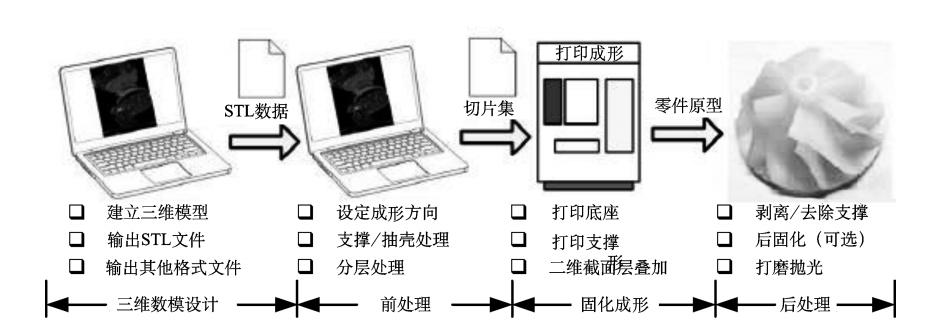 打印成形
STL数据
切片集
零件原型
建立三维模型
输出STL文件
输出其他格式文件
设定成形方向
支撑/抽壳处理
分层处理
打印底座
打印支撑
形
二维截面层叠加
剥离/去除支撑
后固化（可选）
打磨抛光
三维数模设计
前处理
固化成形
后处理